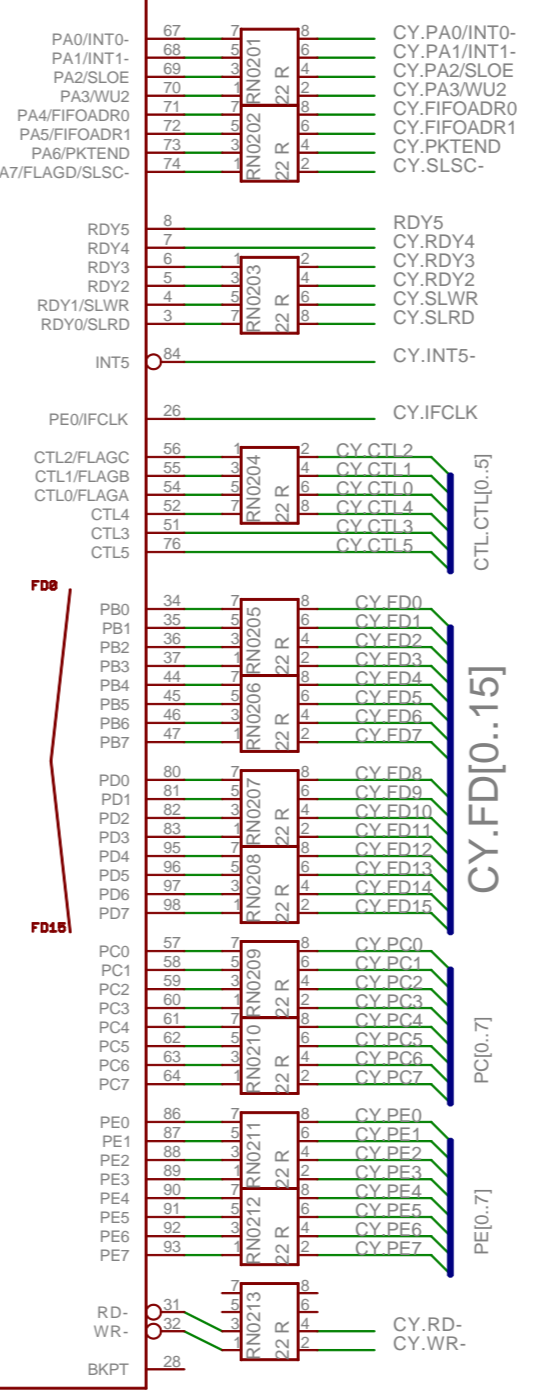 PA0/INT0- 67 7 8 CY.PA0/INT0-
PA1/INT1- 68 5 6 CY.PA1/INT1-
PA2/SLOE 69 3 4 CY.PA2/SLOE
PA3/WU2 70 1 2 CY.PA3/WU2
RN0201 22 R
PA4/FIFOADR0 71 7 8 CY.FIFOADR0
PA5/FIFOADR1 72 5 6 CY.FIFOADR1
PA6/PKTEND 73 3 4 CY.PKTEND
A7/FLAGD/SLSC- 74 1 2 CY.SLSC-
RN0202 22 R
RDY5 8 RDY5
RDY4 7 CY.RDY4
RDY3 6 1 2 CY.RDY3
RDY2 5 3 4 CY.RDY2
RDY1/SLWR 4 5 6 CY.SLWR
RDY0/SLRD 3 7 8 CY.SLRD
RN0203 22 R
INT5 84 CY.INT5-
PE0/IFCLK 26 CY.IFCLK
CTL2/FLAGC 56 1 2 CY.CTL2
CTL1/FLAGB 55 3 4 CY.CTL1
CTL0/FLAGA 54 5 6 CY.CTL0
CTL4 52 7 8 CY.CTL4
RN0204 22 R
CTL3 51 CY.CTL3
CTL5 76 CY.CTL5
CTL.CTL[0..5]
FD0
PB0 34 7 8 CY.FD0
PB1 35 5 6 CY.FD1
PB2 36 3 4 CY.FD2
PB3 37 1 2 CY.FD3
RN0205 22 R
PB4 44 7 8 CY.FD4
PB5 45 5 6 CY.FD5
PB6 46 3 4 CY.FD6
PB7 47 1 2 CY.FD7
RN0206 22 R
PD0 80 7 8 CY.FD8
PD1 81 5 6 CY.FD9
PD2 82 3 4 CY.FD10
PD3 83 1 2 CY.FD11
RN0207 22 R
PD4 95 7 8 CY.FD12
PD5 96 5 6 CY.FD13
PD6 97 3 4 CY.FD14
PD7 98 1 2 CY.FD15
RN0208 22 R
FD15
CY.FD[0..15]
PC0 57 7 8 CY.PC0
PC1 58 5 6 CY.PC1
PC2 59 3 4 CY.PC2
PC3 60 1 2 CY.PC3
RN0209 22 R
PC4 61 7 8 CY.PC4
PC5 62 5 6 CY.PC5
PC6 63 3 4 CY.PC6
PC7 64 1 2 CY.PC7
RN0210 22 R
PC[0..7]
PE0 86 7 8 CY.PE0
PE1 87 5 6 CY.PE1
PE2 88 3 4 CY.PE2
PE3 89 1 2 CY.PE3
RN0211 22 R
PE4 90 7 8 CY.PE4
PE5 91 5 6 CY.PE5
PE6 92 3 4 CY.PE6
PE7 93 1 2 CY.PE7
RN0212 22 R
PE[0..7]
7 8
5 6
RD- 31 3 4 CY.RD-
WR- 32 1 2 CY.WR-
RN0213 22 R
BKPT 28